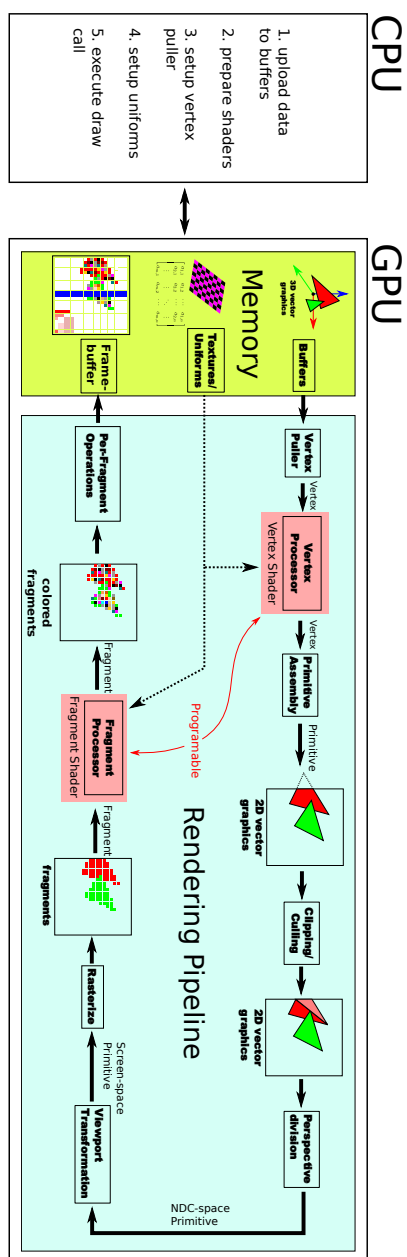 CPU
1. upload data
to buffers
2. prepare shaders
3. setup vertex
puller
4. setup uniforms
5. execute draw
call
GPU
Memory
3D vector
graphics
Buffers
Textures/
Uniforms
Frame-
buffer
Vertex
Puller
Vertex
Vertex
Processor
Vertex Shader
Vertex
Primitive
Assembly
Primitive
2D vector
graphics
Clipping/
Culling
2D vector
graphics
Perspective
division
NDC-space
Primitive
Viewport
Transformation
Screen-space
Primitive
Rasterize
fragments
Fragment
Fragment
Processor
Fragment Shader
Fragment
colored
fragments
Per-Fragment
Operations
Programable
Rendering Pipeline